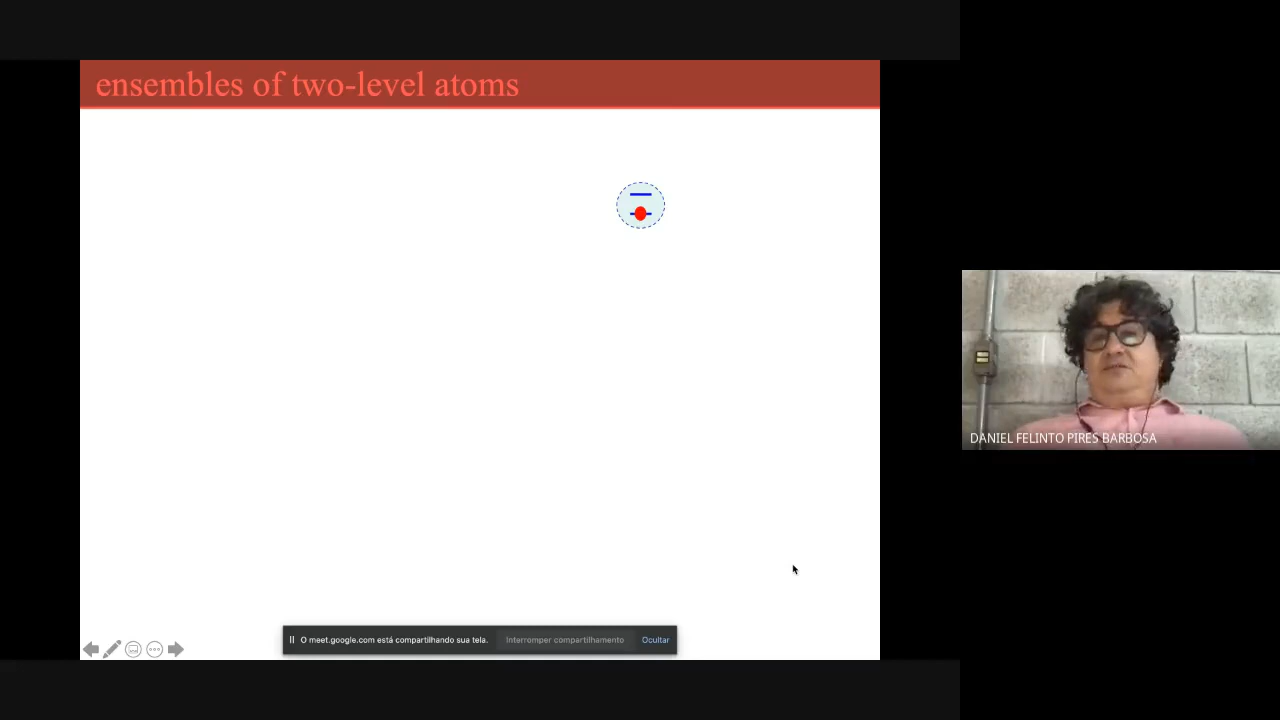 ensembles of two-level atoms
DANIEL FELINTO PIRES BARBOSA
O meet.google.com está compartilhando sua tela. Interromper compartilhamento Ocultar